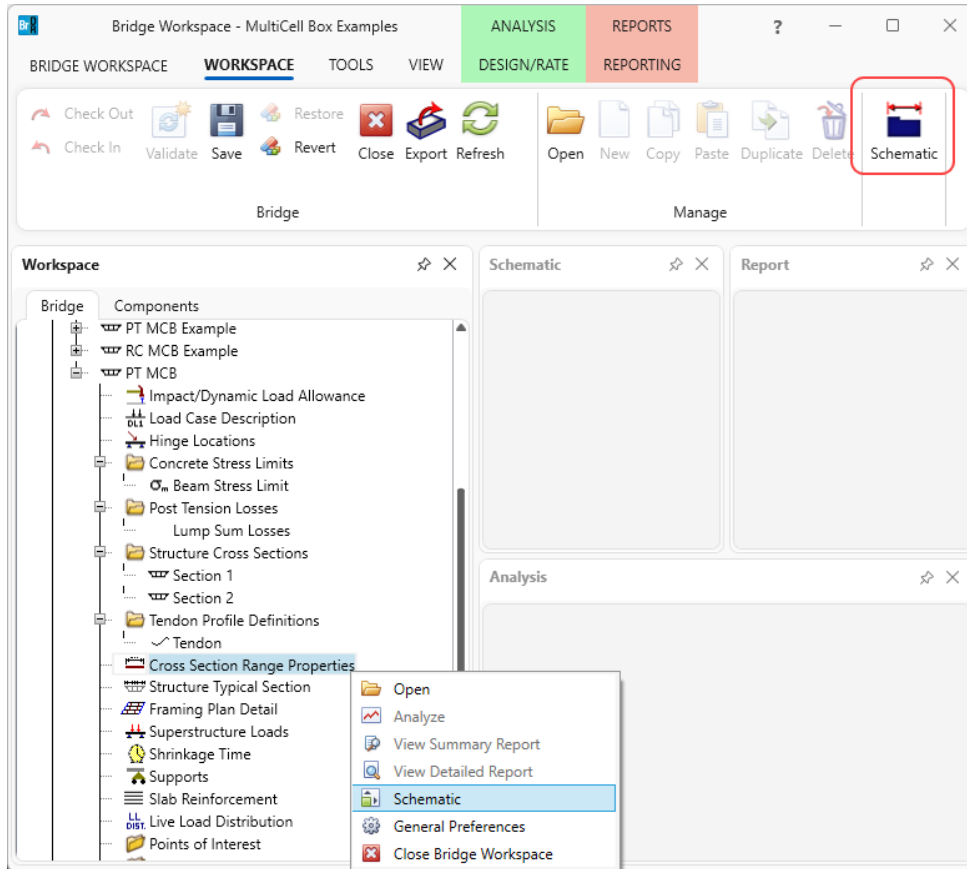 Br DR
Bridge Workspace - MultiCell Box Examples
ANALYSIS
REPORTS
?
BRIDGE WORKSPACE
WORKSPACE
TOOLS
VIEW
DESIGN/RATE
REPORTING
Check Out
Check In
Validate
Save
Restore
Revert
Close
Export
Refresh
Bridge
Open
New
Copy
Paste
Duplicate
Delete
Manage
Schematic
Workspace
Bridge
Components
PT MCB Example
RC MCB Example
PT MCB
Impact/Dynamic Load Allowance
DL1 Load Case Description
Hinge Locations
Concrete Stress Limits
σm Beam Stress Limit
Post Tension Losses
Lump Sum Losses
Structure Cross Sections
Section 1
Section 2
Tendon Profile Definitions
Tendon
Cross Section Range Properties
Structure Typical Section
Framing Plan Detail
Superstructure Loads
Shrinkage Time
Supports
Slab Reinforcement
LL DIST. Live Load Distribution
Points of Interest
Open
Analyze
View Summary Report
View Detailed Report
Schematic
General Preferences
Close Bridge Workspace
Schematic
Report
Analysis